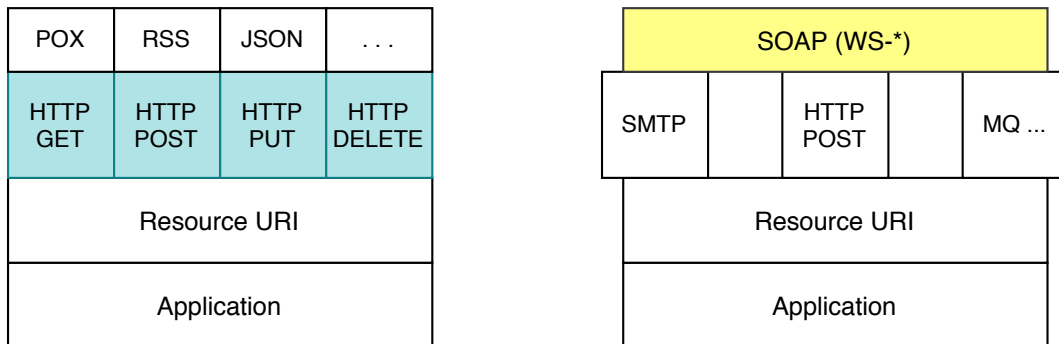 POX RSS JSON . . .
HTTP GET
HTTP POST
HTTP PUT
HTTP DELETE
Resource URI
Application
SOAP (WS-*)
SMTP
HTTP POST
MQ ...
Resource URI
Application